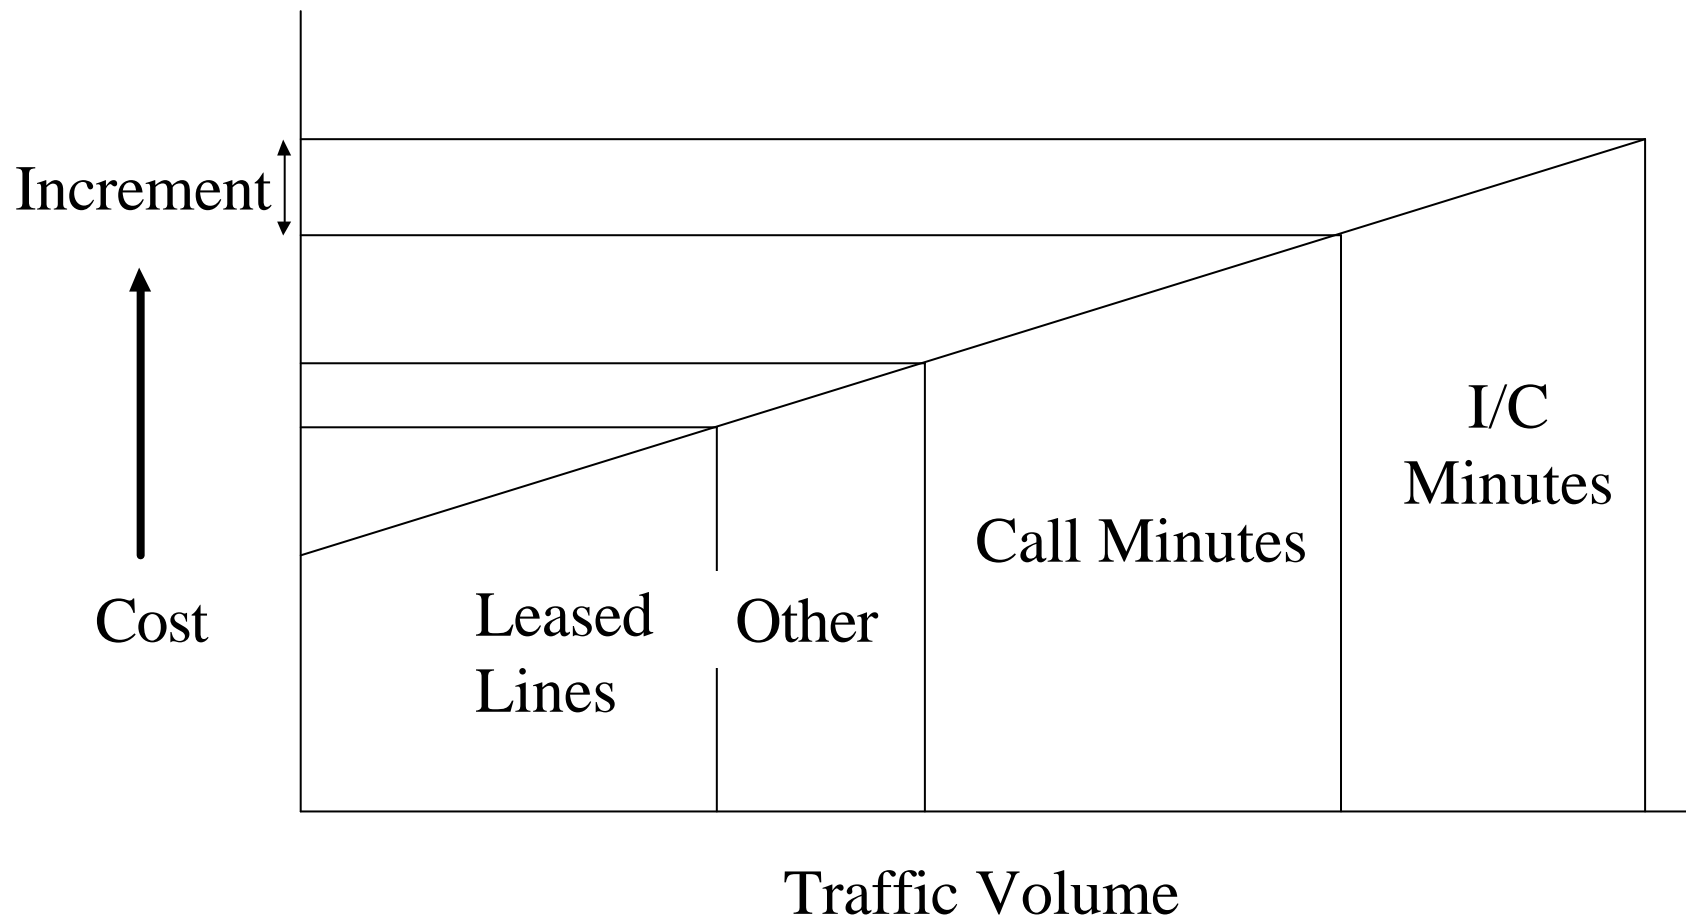 Increment
Cost
Leased
Lines
Other
Call Minutes
I/C
Minutes
Traffic Volume